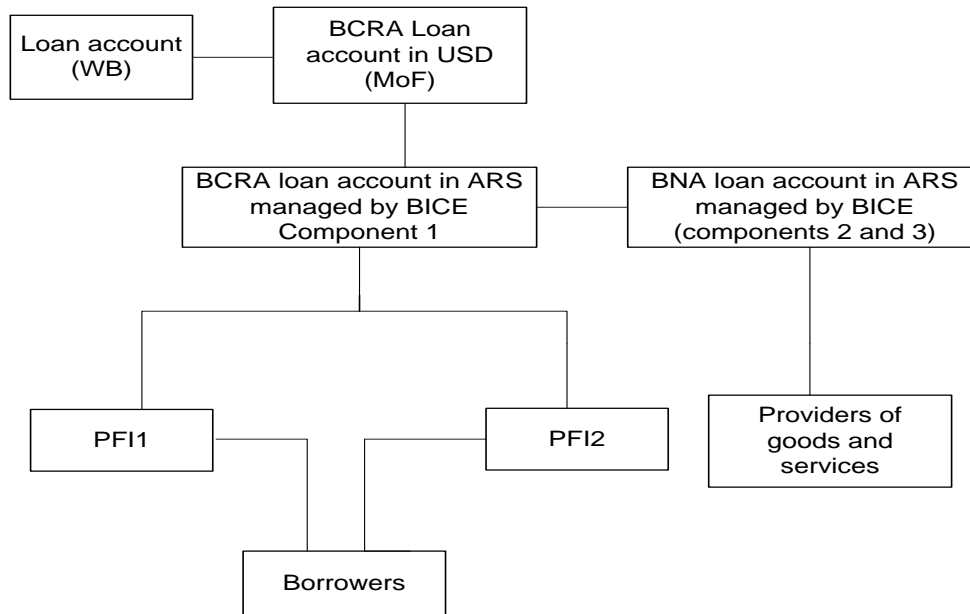 Loan account
(WB)
BCRA Loan
account in USD
(MoF)
BCRA loan account in ARS
managed by BICE
Component 1
BNA loan account in ARS
managed by BICE
(components 2 and 3)
PFI1
PFI2
Providers of
goods and
services
Borrowers